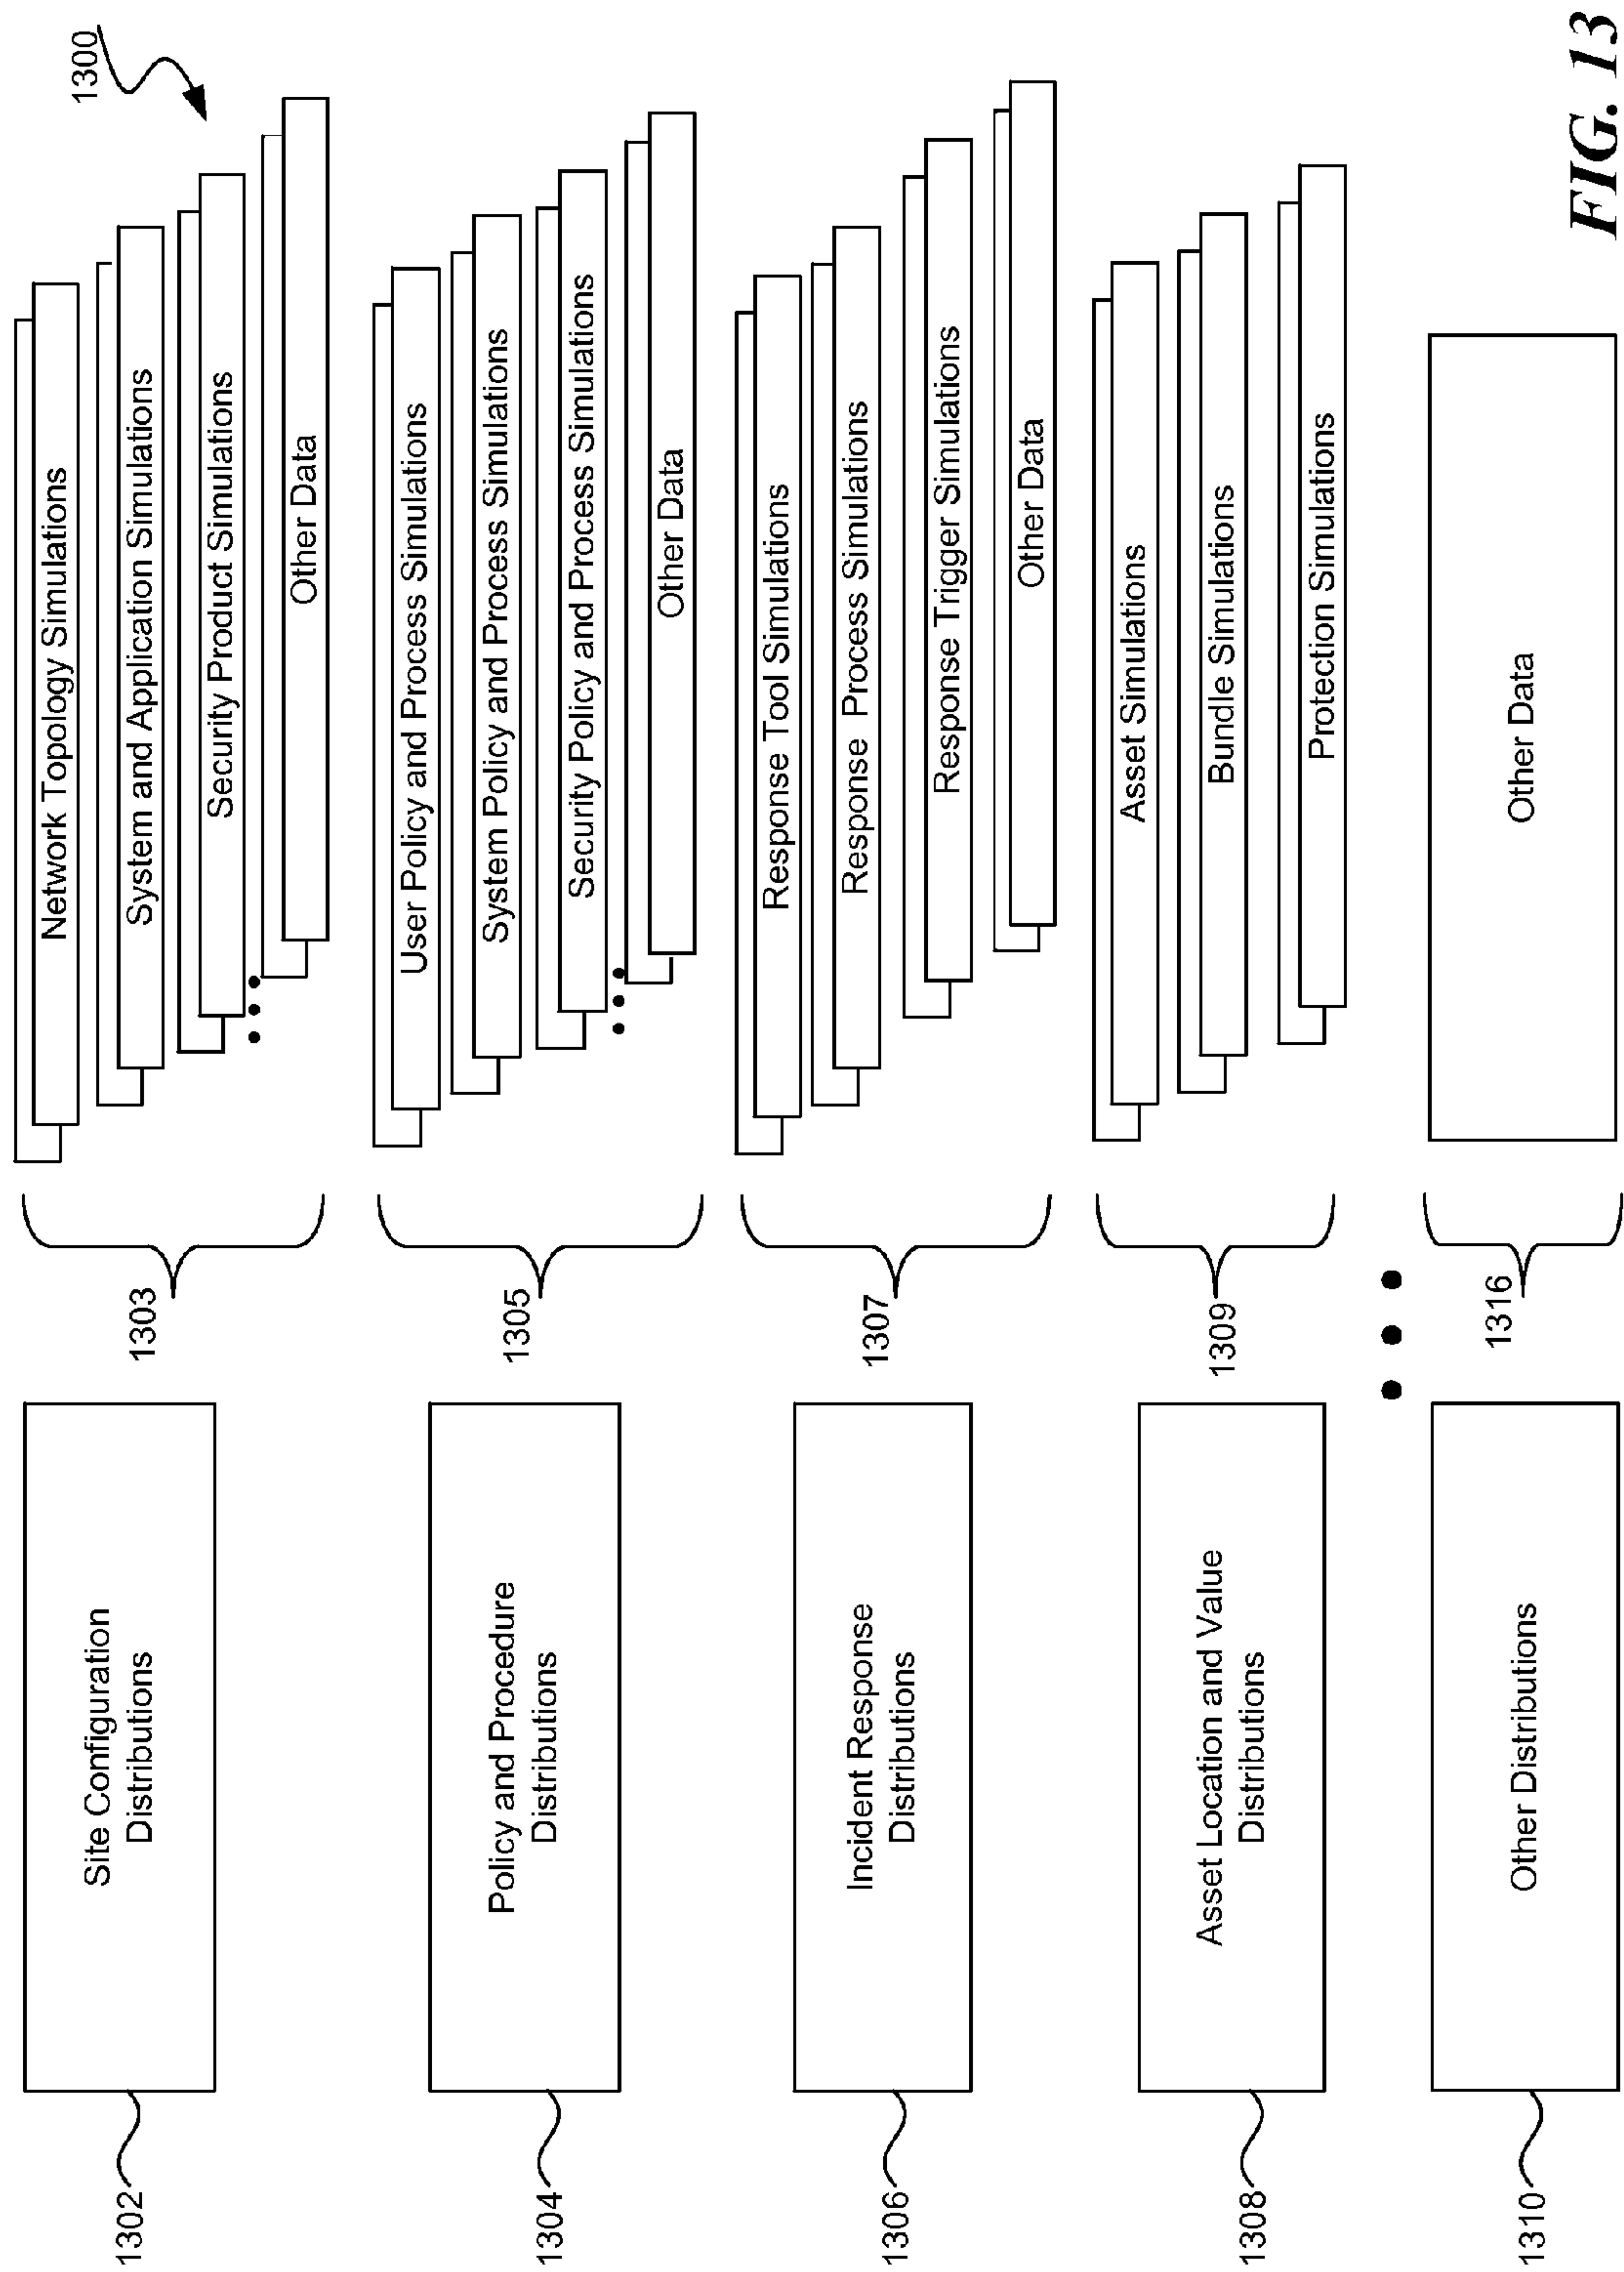 1300
1302
Site Configuration
Distributions
1303
Network Topology Simulations
System and Application Simulations
Security Product Simulations
Other Data
1304
Policy and Procedure
Distributions
1305
User Policy and Process Simulations
System Policy and Process Simulations
Security Policy and Process Simulations
Other Data
1306
Incident Response
Distributions
1307
Response Tool Simulations
Response Process Simulations
Response Trigger Simulations
Other Data
1308
Asset Location and Value
Distributions
1309
Asset Simulations
Bundle Simulations
Protection Simulations
1310
Other Distributions
1316
Other Data
FIG. 13